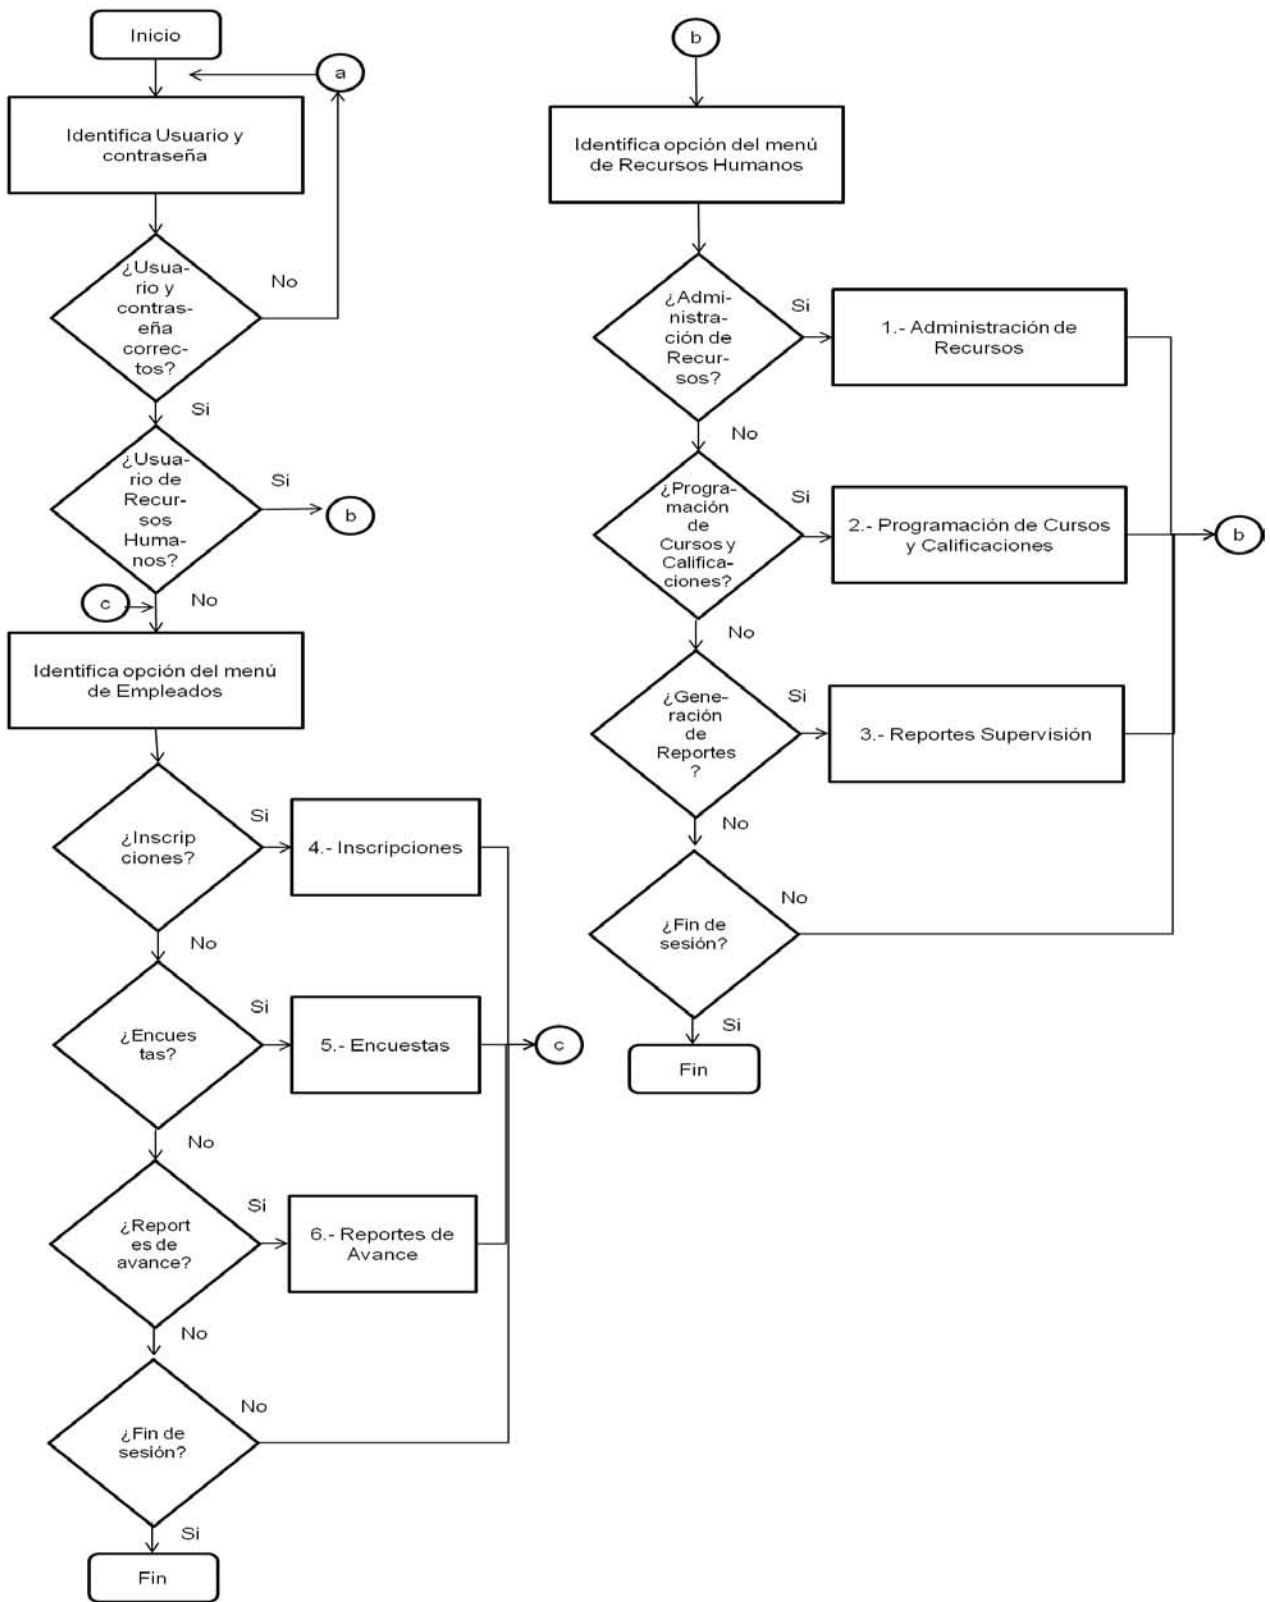 Inicio
a
Identifica Usuario y
contraseña
¿Usua-
rio y
contras-
eña
correc-
tos?
No
Si
¿Usua-
rio de
Recur-
sos
Huma-
nos?
Si
b
c
No
Identifica opción del menú
de Empleados
¿Inscrip
ciones?
Si
4.- Inscripciones
No
¿Encues
tas?
Si
5.- Encuestas
c
No
¿Report
es de
avance?
Si
6.- Reportes de
Avance
No
¿Fin de
sesión?
No
Si
Fin
b
Identifica opción del menú
de Recursos Humanos
¿Admi-
nistra-
ción de
Recur-
sos?
Si
1.- Administración de
Recursos
No
¿Progra-
mación
de
Cursos y
Califica-
ciones?
Si
2.- Programación de Cursos
y Calificaciones
b
No
¿Gene-
ración
de
Reportes
?
Si
3.- Reportes Supervisión
No
¿Fin de
sesión?
No
Si
Fin